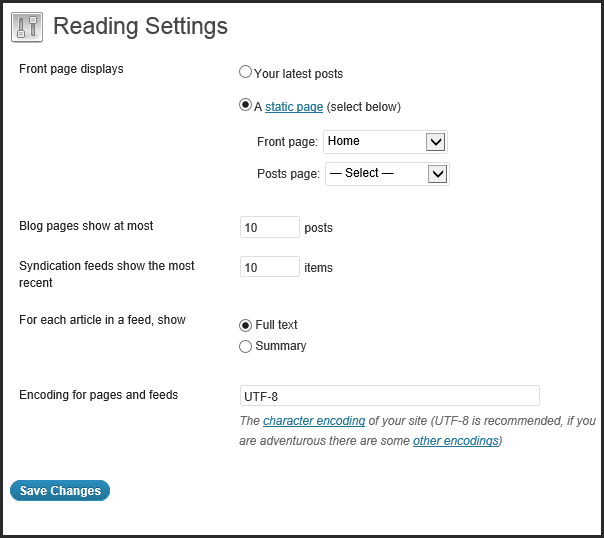 Reading Settings
Front page displays
Your latest posts
A static page (select below)
Front page: Home
Posts page: — Select —
Blog pages show at most 10 posts
Syndication feeds show the most
recent
10 items
For each article in a feed, show
Full text
Summary
Encoding for pages and feeds UTF-8
The character encoding of your site (UTF-8 is recommended, if you
are adventurous there are some other encodings)
Save Changes